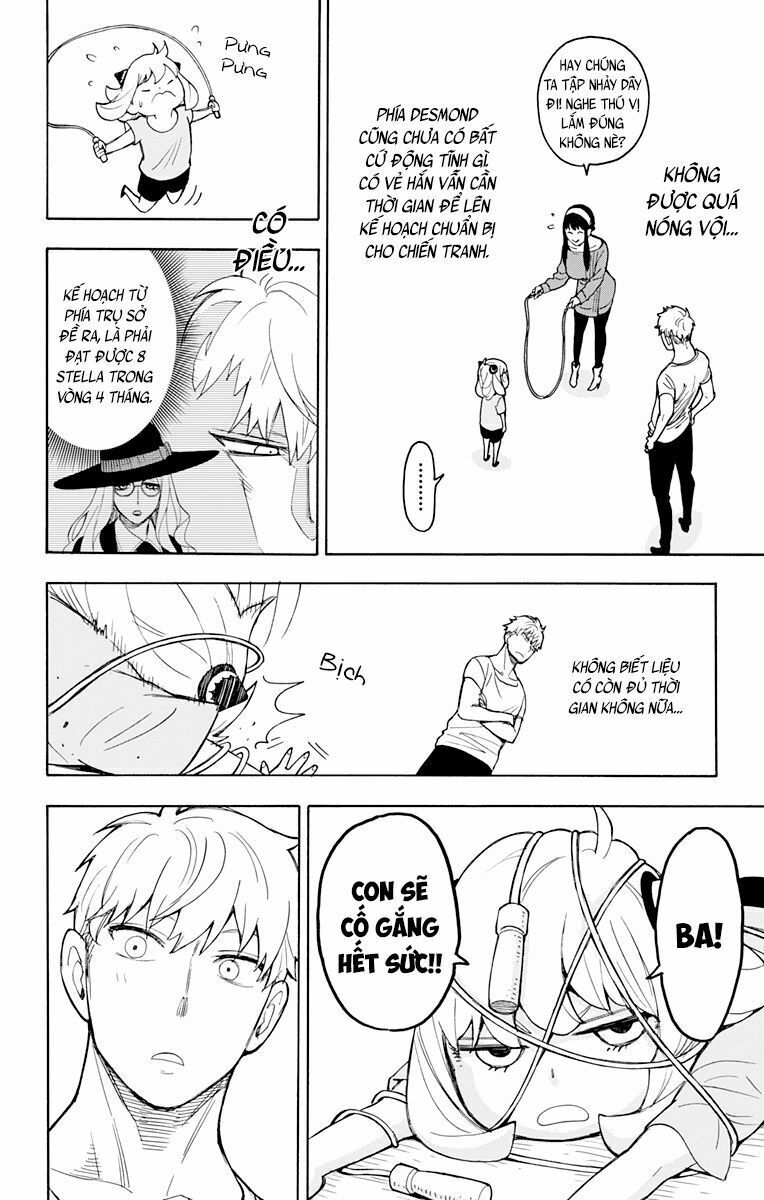 KHÔNG
ĐƯỢC QUÁ
NÓNG VỘI...
HAY CHÚNG
TA TẬP NHẢY DÂY
ĐI! NGHE THÚ VỊ
LẮM ĐÚNG
KHÔNG NÈ?
PHÍA DESMOND
CŨNG CHƯA CÓ BẤT
CỨ ĐỘNG TĨNH GÌ.
CÓ VẺ HẮN VẪN CẦN
THỜI GIAN ĐỂ LÊN
KẾ HOẠCH CHUẨN BỊ
CHO CHIẾN TRANH.
.........
Pưng
Pưng
CÓ
ĐIỀU...
KẾ HOẠCH TỪ
PHÍA TRỤ SỞ
ĐỀ RA, LÀ PHẢI
ĐẠT ĐƯỢC 8
STELLA TRONG
VÒNG 4 THÁNG.
KHÔNG BIẾT LIỆU
CÓ CÒN ĐỦ THỜI
GIAN KHÔNG NỮA...
Bịch
BA!
CON SẼ
CỐ GẮNG
HẾT SỨC!!